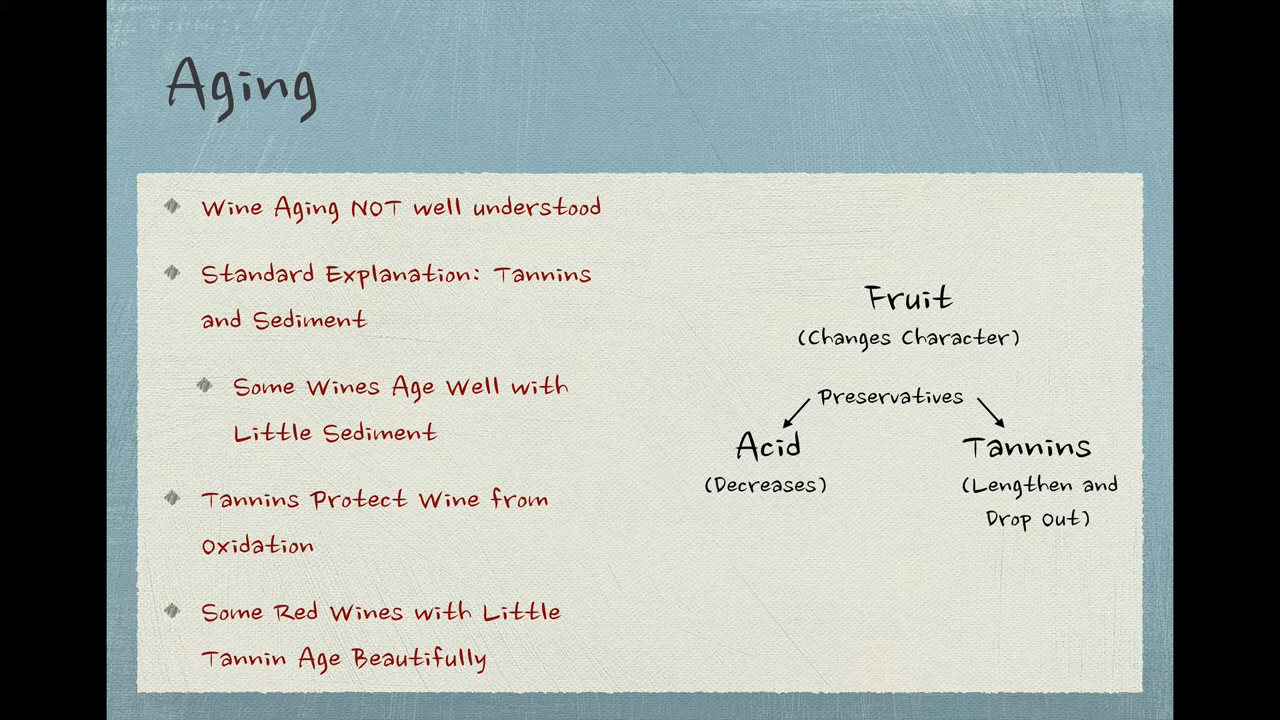 Aging
Wine Aging NOT well understood
Standard Explanation: Tannins
and Sediment
Some Wines Age Well with
Little Sediment
Tannins Protect Wine from
Oxidation
Some Red Wines with Little
Tannin Age Beautifully
Fruit
(Changes Character)
Preservatives
Acid
(Decreases)
Tannins
(Lengthen and
Drop Out)